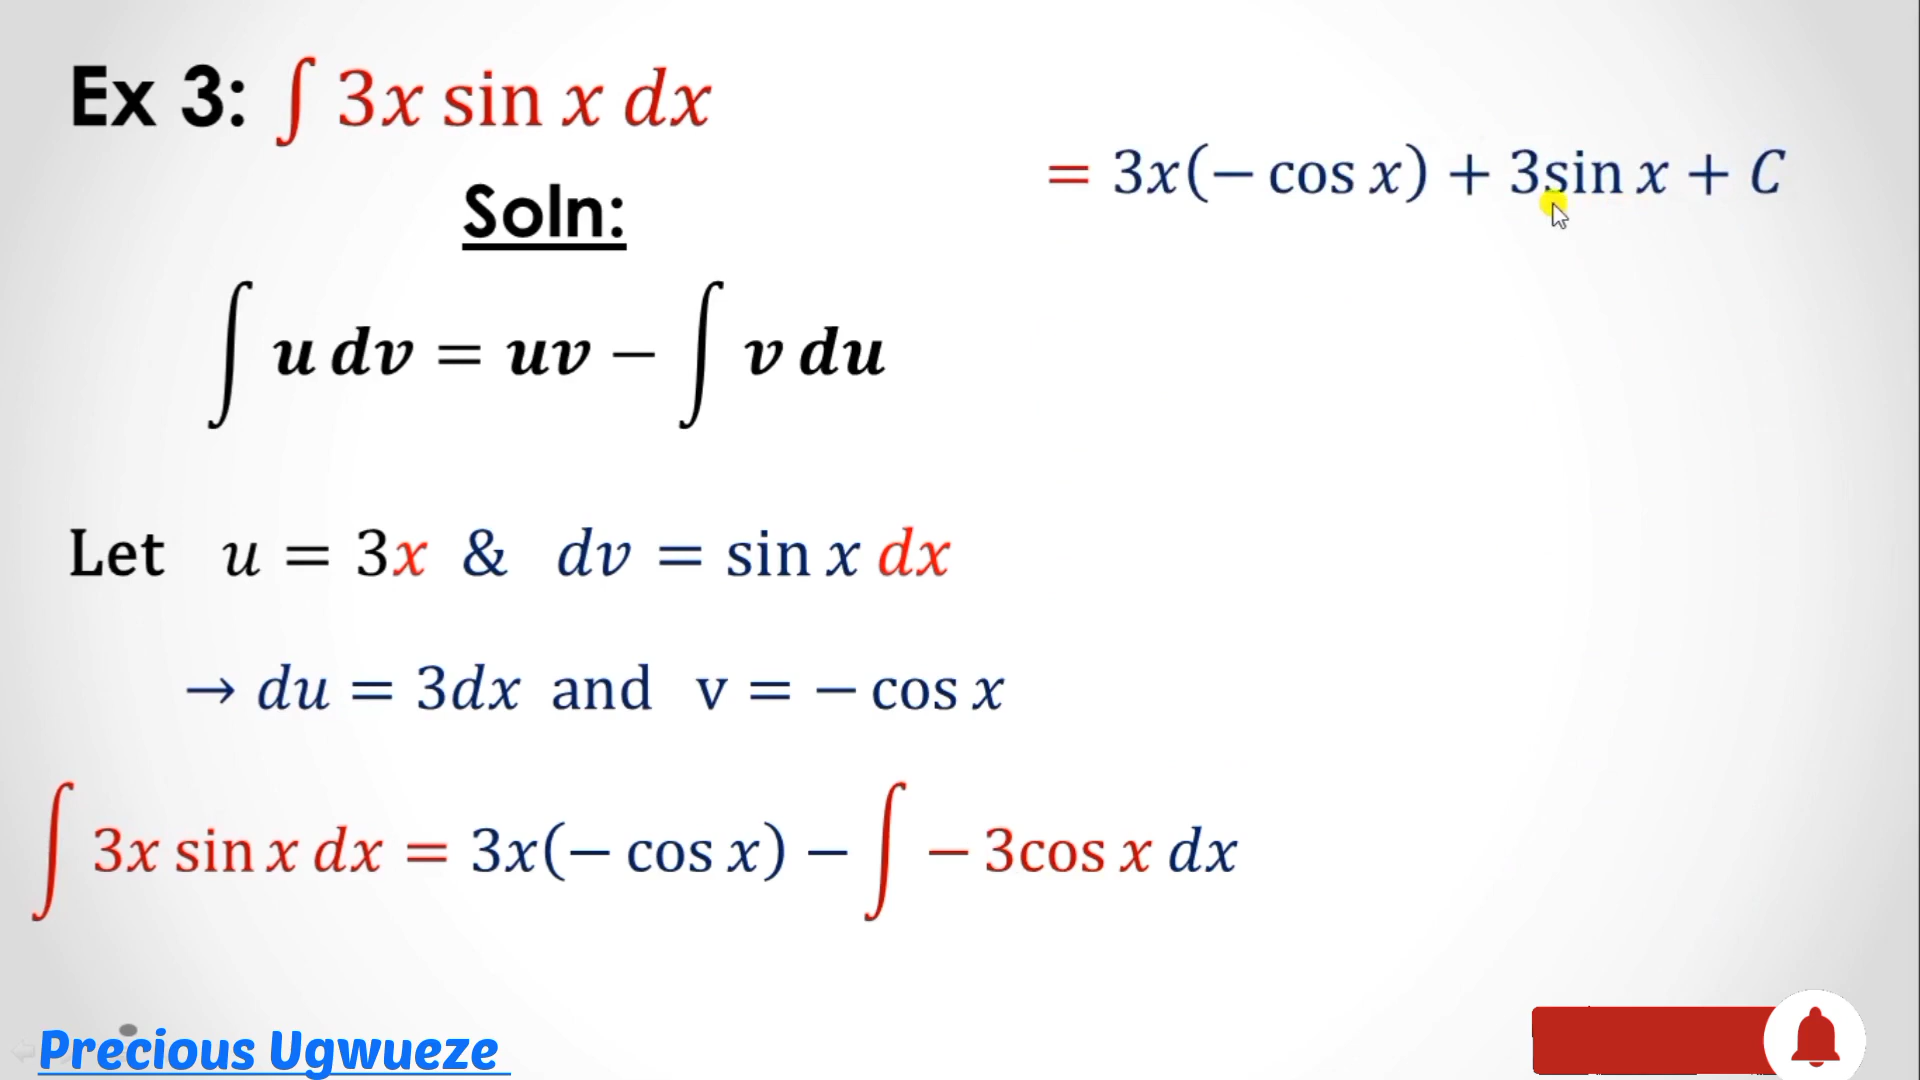 Ex 3: ∫ 3x sin x dx
Soln:
∫ u dv = uv − ∫ v du
Let u = 3x & dv = sin x dx
→ du = 3dx and v = − cos x
∫ 3x sin x dx = 3x(− cos x) − ∫ − 3cos x dx
= 3x(− cos x) + 3sin x + C
Precious Ugwueze